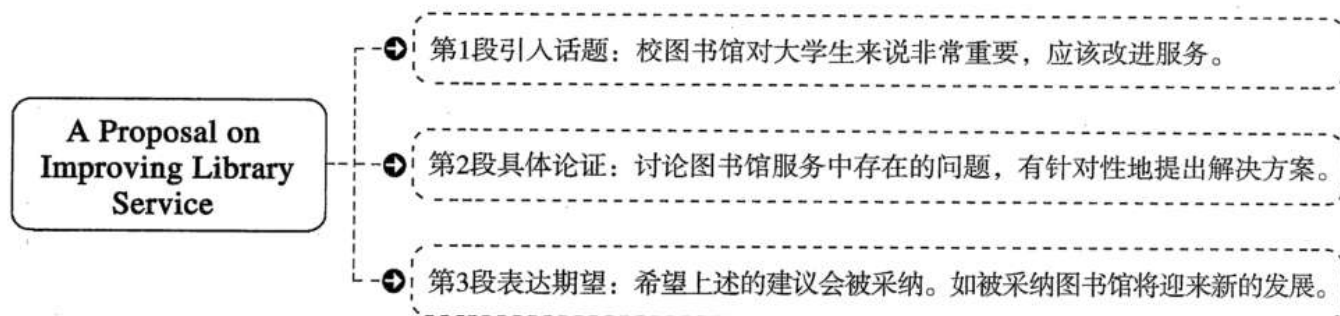 A Proposal on
Improving Library
Service
第1段引入话题：校图书馆对大学生来说非常重要，应该改进服务。
第2段具体论证：讨论图书馆服务中存在的问题，有针对性地提出解决方案。
第3段表达期望：希望上述的建议会被采纳。如被采纳图书馆将迎来新的发展。